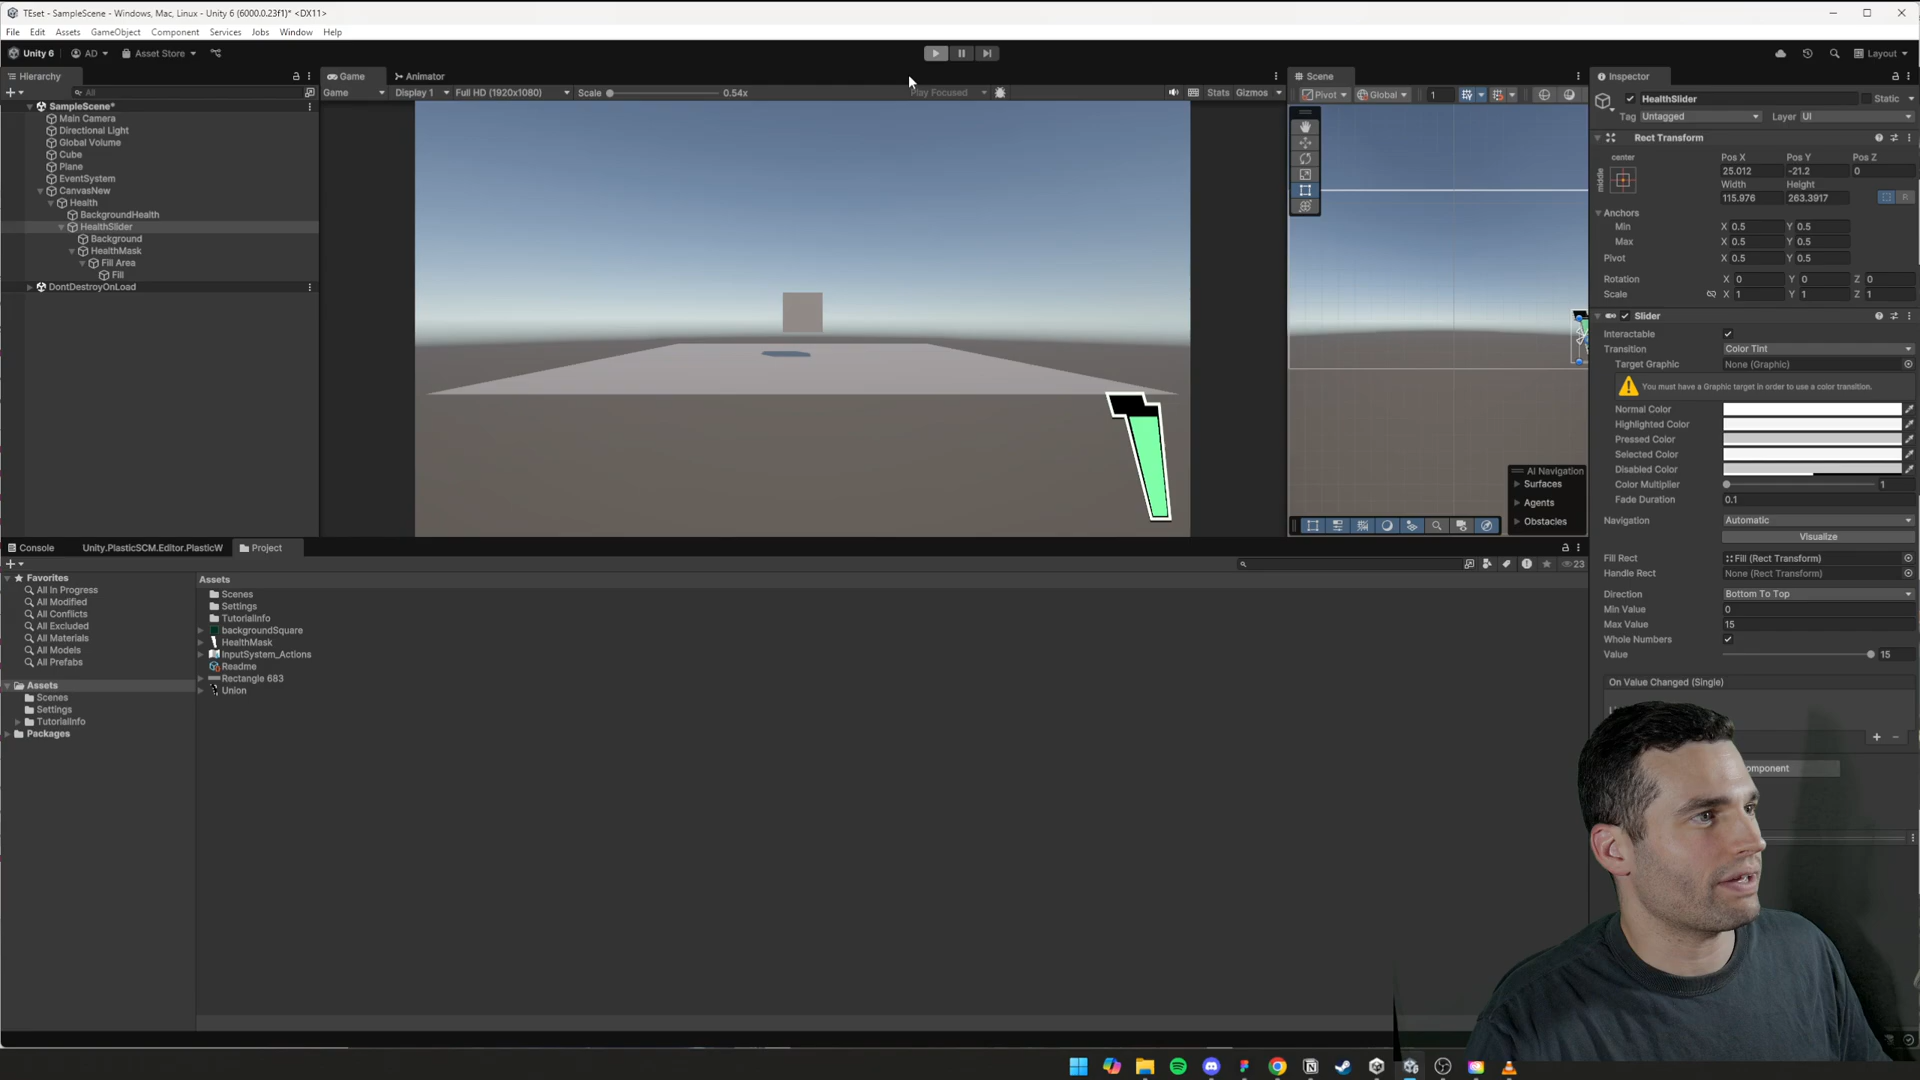 TEset - SampleScene - Windows, Mac, Linux - Unity 6 (6000.0.23f1)* <DX11>
File Edit Assets GameObject Component Services Jobs Window Help
Unity 6 AD Asset Store Layout
Hierarchy
All
SampleScene*
Main Camera
Directional Light
Global Volume
Cube
Plane
EventSystem
CanvasNew
Health
BackgroundHealth
HealthSlider
Background
HealthMask
Fill Area
Fill
DontDestroyOnLoad
Game Animator
Game Display 1 Full HD (1920x1080) Scale 0.54x Play Focused Stats Gizmos
Scene
Pivot Global 1
AI Navigation
Surfaces
Agents
Obstacles
Inspector
HealthSlider Static
Tag Untagged Layer UI
Rect Transform
center
middle
Pos X Pos Y Pos Z
25.012 -21.2 0
Width Height
115.976 263.3917 R
Anchors
Min X 0.5 Y 0.5
Max X 0.5 Y 0.5
Pivot X 0.5 Y 0.5
Rotation X 0 Y 0 Z 0
Scale X 1 Y 1 Z 1
Slider
Interactable
Transition Color Tint
Target Graphic None (Graphic)
You must have a Graphic target in order to use a color transition.
Normal Color
Highlighted Color
Pressed Color
Selected Color
Disabled Color
Color Multiplier 1
Fade Duration 0.1
Navigation Automatic
Visualize
Fill Rect Fill (Rect Transform)
Handle Rect None (Rect Transform)
Direction Bottom To Top
Min Value 0
Max Value 15
Whole Numbers
Value 15
On Value Changed (Single)
omponent
Console Unity.PlasticSCM.Editor.PlasticW Project
23
Favorites
All In Progress
All Modified
All Conflicts
All Excluded
All Materials
All Models
All Prefabs
Assets
Scenes
Settings
TutorialInfo
Packages
Assets
Scenes
Settings
TutorialInfo
backgroundSquare
HealthMask
InputSystem_Actions
Readme
Rectangle 683
Union